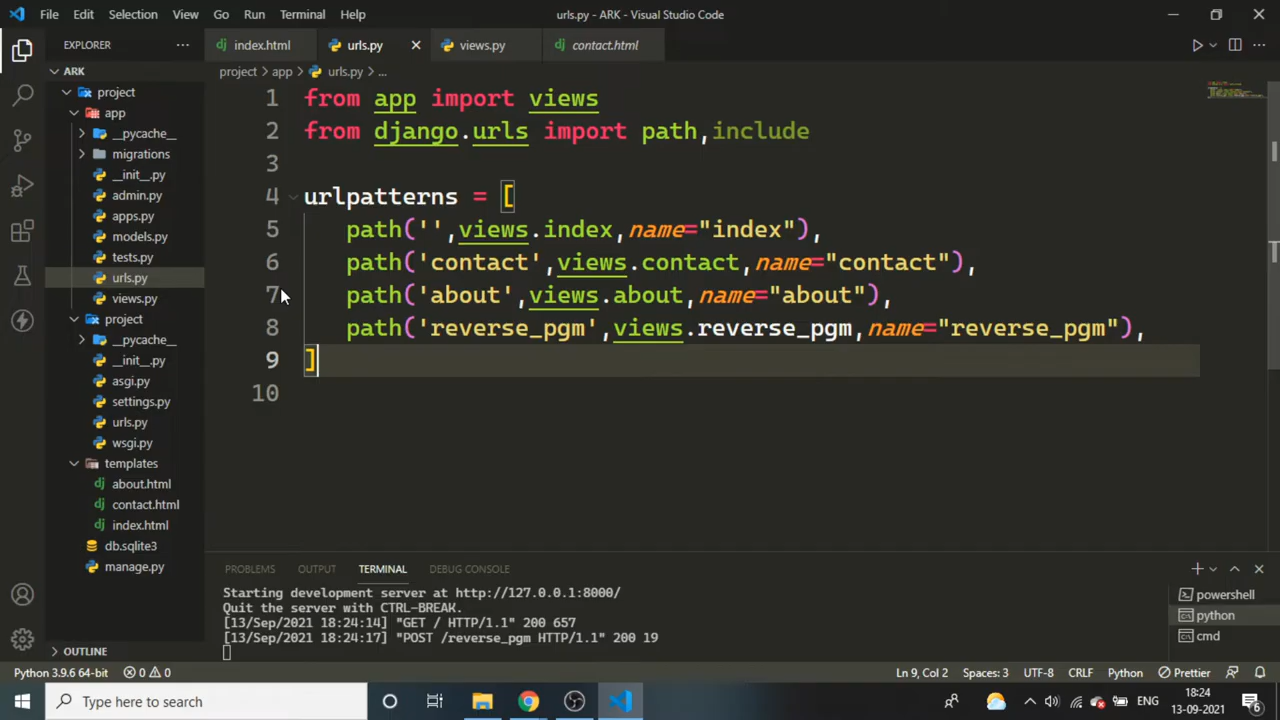 File Edit Selection View Go Run Terminal Help
urls.py - ARK - Visual Studio Code
EXPLORER
index.html
urls.py
views.py
contact.html
ARK
project > app > urls.py > ...
project
app
__pycache__
migrations
__init__.py
admin.py
apps.py
models.py
tests.py
urls.py
views.py
project
__pycache__
__init__.py
asgi.py
settings.py
urls.py
wsgi.py
templates
about.html
contact.html
index.html
db.sqlite3
manage.py
OUTLINE
1 from app import views
2 from django.urls import path,include
3
4 urlpatterns = [
5 path('',views.index,name="index"),
6 path('contact',views.contact,name="contact"),
7 path('about',views.about,name="about"),
8 path('reverse_pgm',views.reverse_pgm,name="reverse_pgm"),
9 ]
10
PROBLEMS OUTPUT TERMINAL DEBUG CONSOLE
Starting development server at http://127.0.0.1:8000/
Quit the server with CTRL-BREAK.
[13/Sep/2021 18:24:14] "GET / HTTP/1.1" 200 657
[13/Sep/2021 18:24:17] "POST /reverse_pgm HTTP/1.1" 200 19
powershell
python
cmd
Python 3.9.6 64-bit 0 0
Ln 9, Col 2 Spaces: 3 UTF-8 CRLF Python Prettier
Type here to search
ENG
18:24
13-09-2021
6